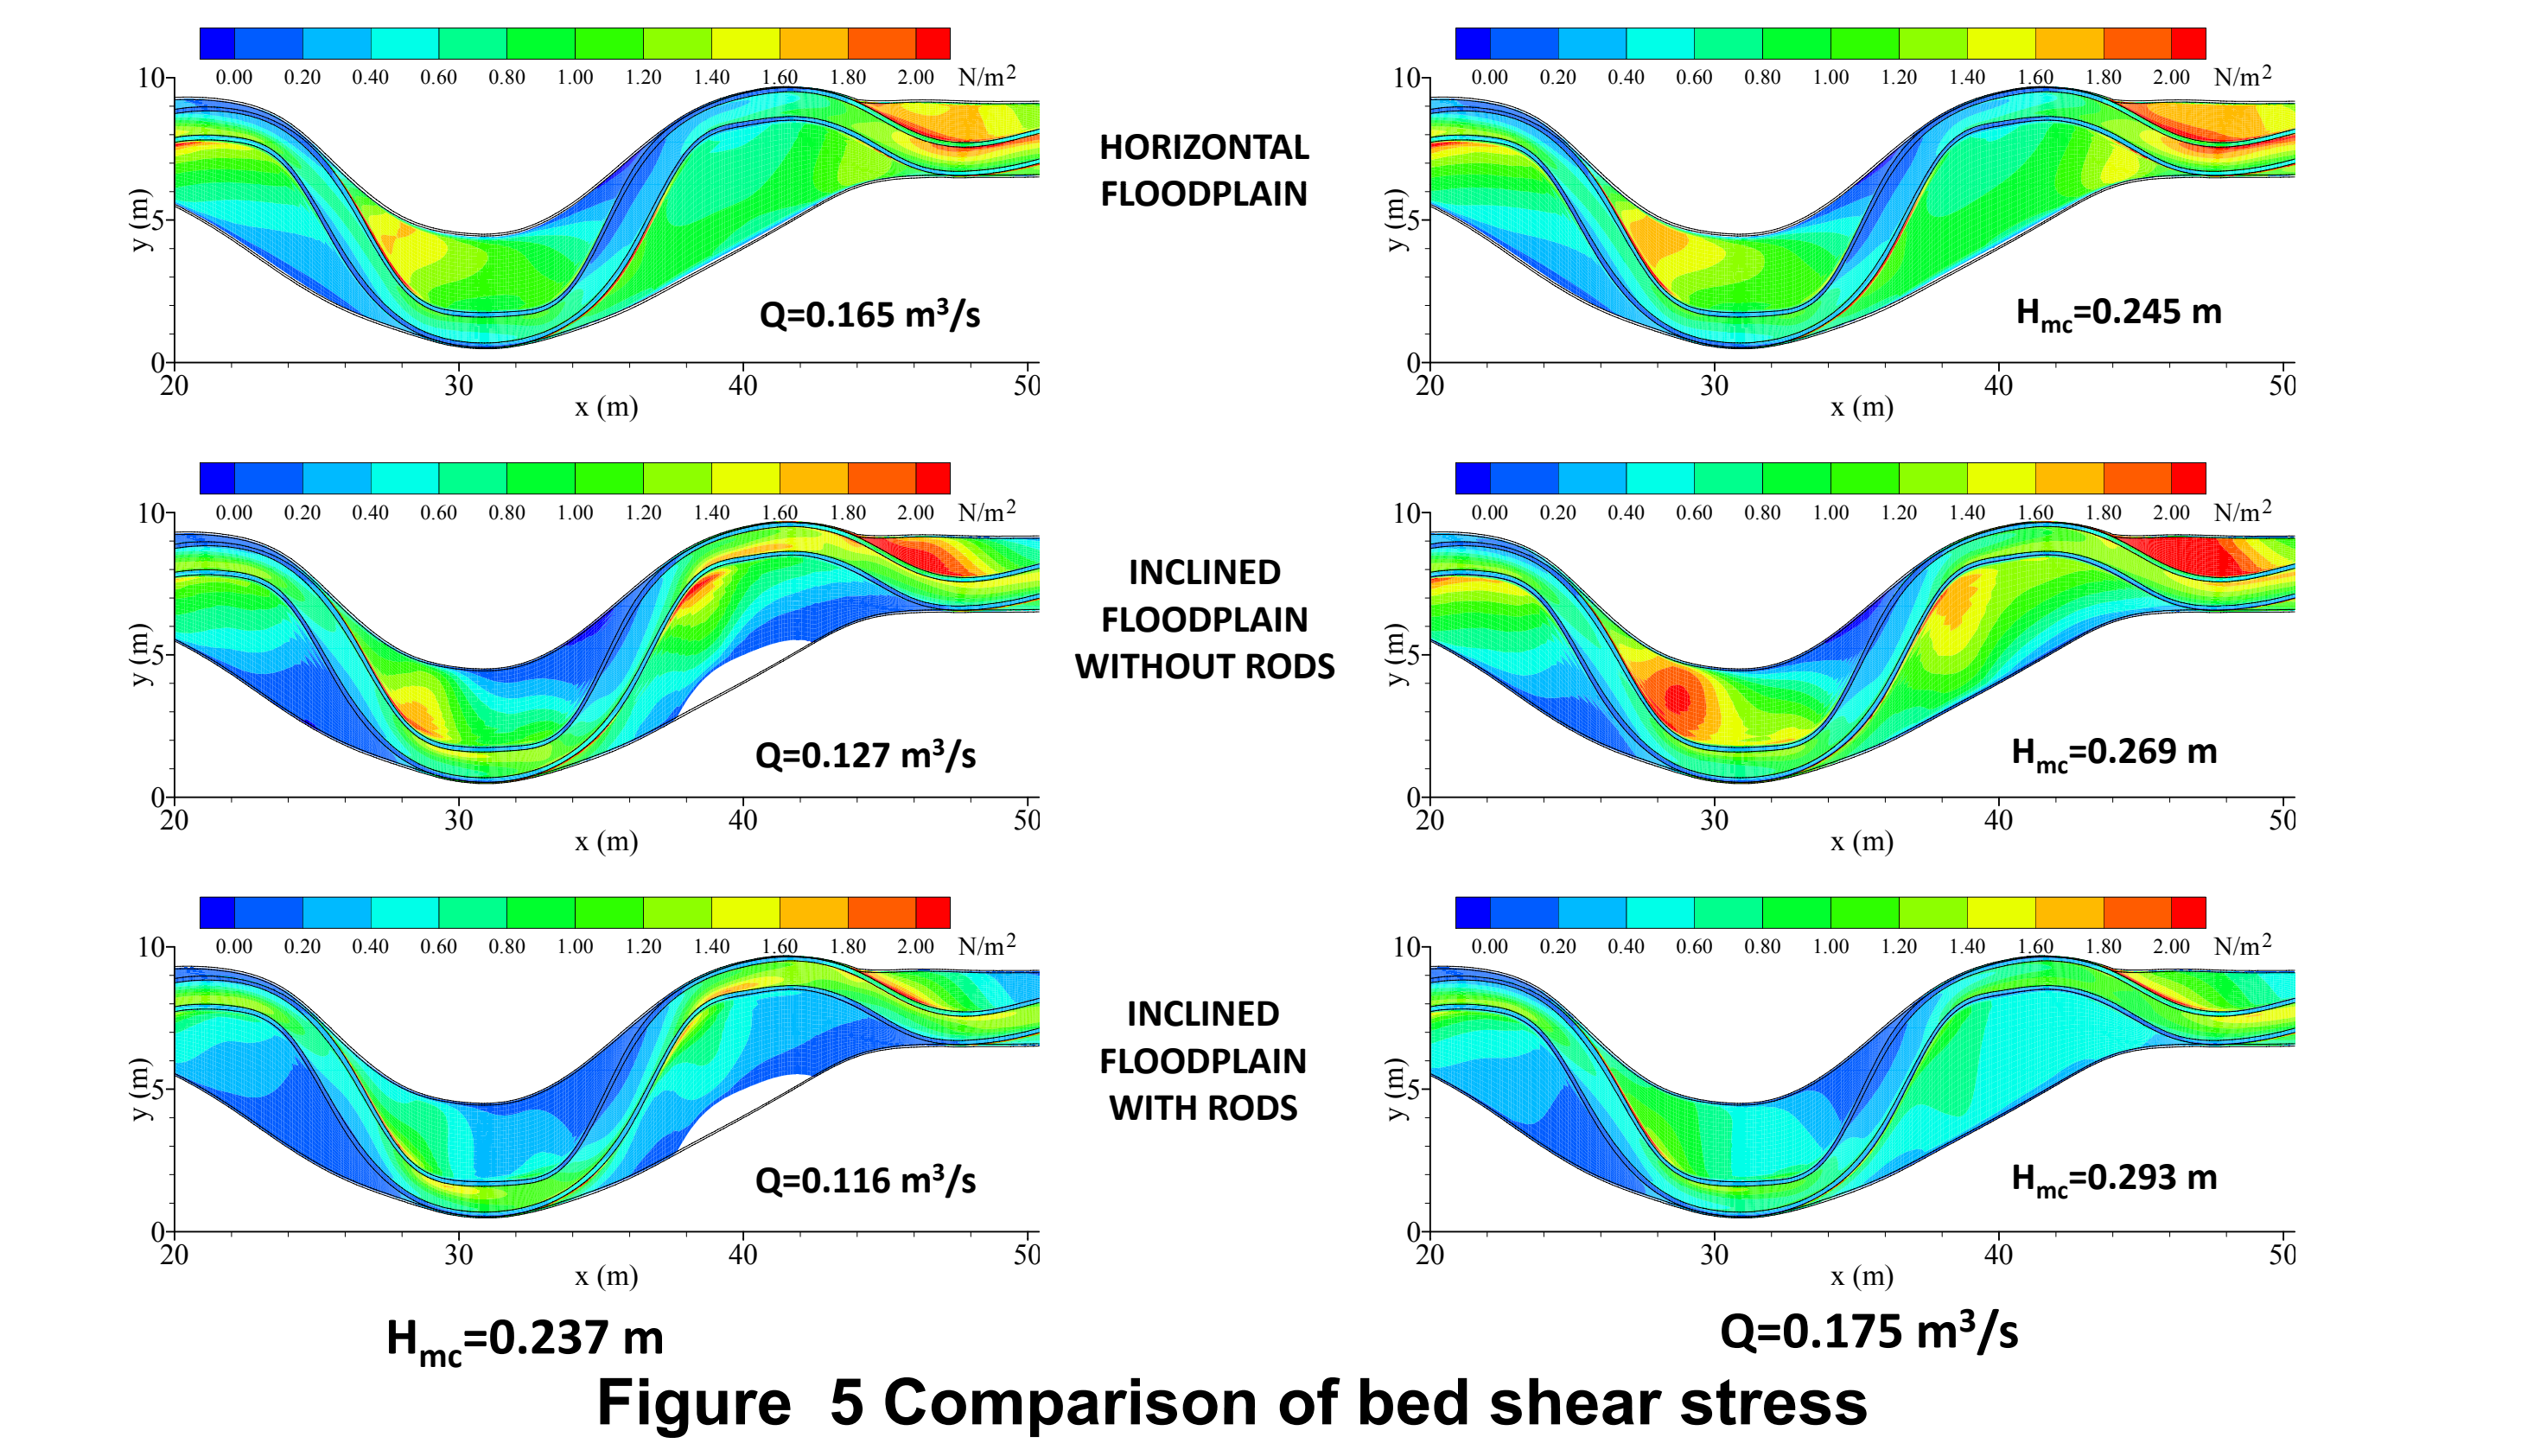 0.00 0.20 0.40 0.60 0.80 1.00 1.20 1.40 1.60 1.80 2.00 N/m²
10
5
0
y (m)
20 30 40 50
x (m)
Q=0.165 m³/s
HORIZONTAL
FLOODPLAIN
0.00 0.20 0.40 0.60 0.80 1.00 1.20 1.40 1.60 1.80 2.00 N/m²
10
5
0
y (m)
20 30 40 50
x (m)
Hmc=0.245 m
0.00 0.20 0.40 0.60 0.80 1.00 1.20 1.40 1.60 1.80 2.00 N/m²
10
5
0
y (m)
20 30 40 50
x (m)
Q=0.127 m³/s
INCLINED
FLOODPLAIN
WITHOUT RODS
0.00 0.20 0.40 0.60 0.80 1.00 1.20 1.40 1.60 1.80 2.00 N/m²
10
5
0
y (m)
20 30 40 50
x (m)
Hmc=0.269 m
0.00 0.20 0.40 0.60 0.80 1.00 1.20 1.40 1.60 1.80 2.00 N/m²
10
5
0
y (m)
20 30 40 50
x (m)
Q=0.116 m³/s
INCLINED
FLOODPLAIN
WITH RODS
0.00 0.20 0.40 0.60 0.80 1.00 1.20 1.40 1.60 1.80 2.00 N/m²
10
5
0
y (m)
20 30 40 50
x (m)
Hmc=0.293 m
Hmc=0.237 m
Q=0.175 m³/s
Figure 5 Comparison of bed shear stress